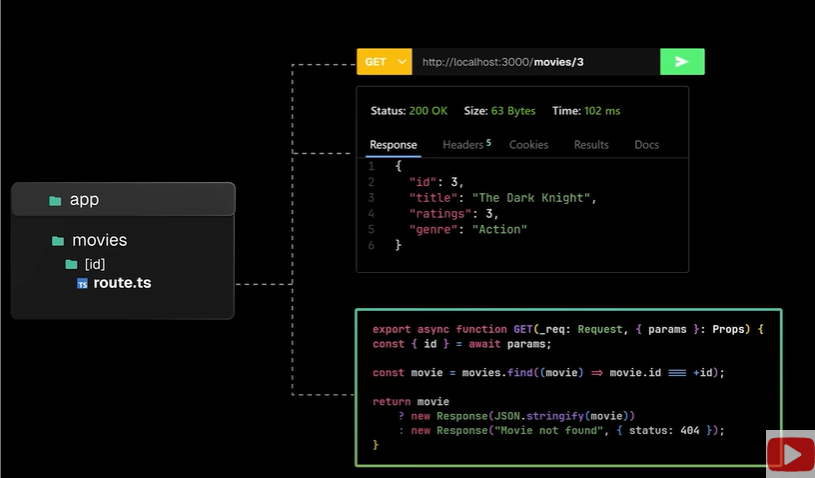 app
movies
[id]
TS route.ts
GET http://localhost:3000/movies/3
Status: 200 OK Size: 63 Bytes Time: 102 ms
Response Headers 5 Cookies Results Docs
1 {
2 "id": 3,
3 "title": "The Dark Knight",
4 "ratings": 3,
5 "genre": "Action"
6 }
export async function GET(_req: Request, { params }: Props) {
const { id } = await params;
const movie = movies.find((movie) => movie.id === +id);
return movie
? new Response(JSON.stringify(movie))
: new Response("Movie not found", { status: 404 });
}